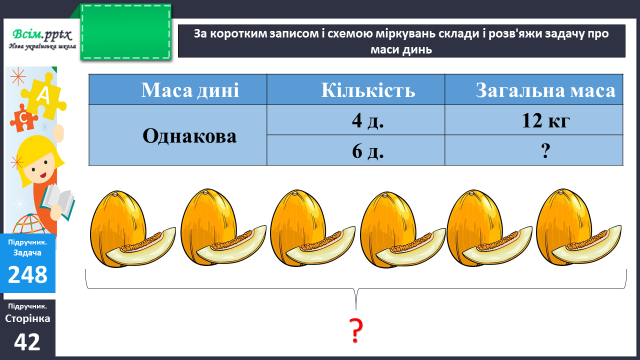 Всім.pptx
Нова українська школа
За коротким записом і схемою міркувань склади і розв'яжи задачу про
маси динь
Маса дині Кількість Загальна маса
Однакова
4 д. 12 кг
6 д. ?
А
С
Підручник.
Задача
248
Підручник.
Сторінка
42
?